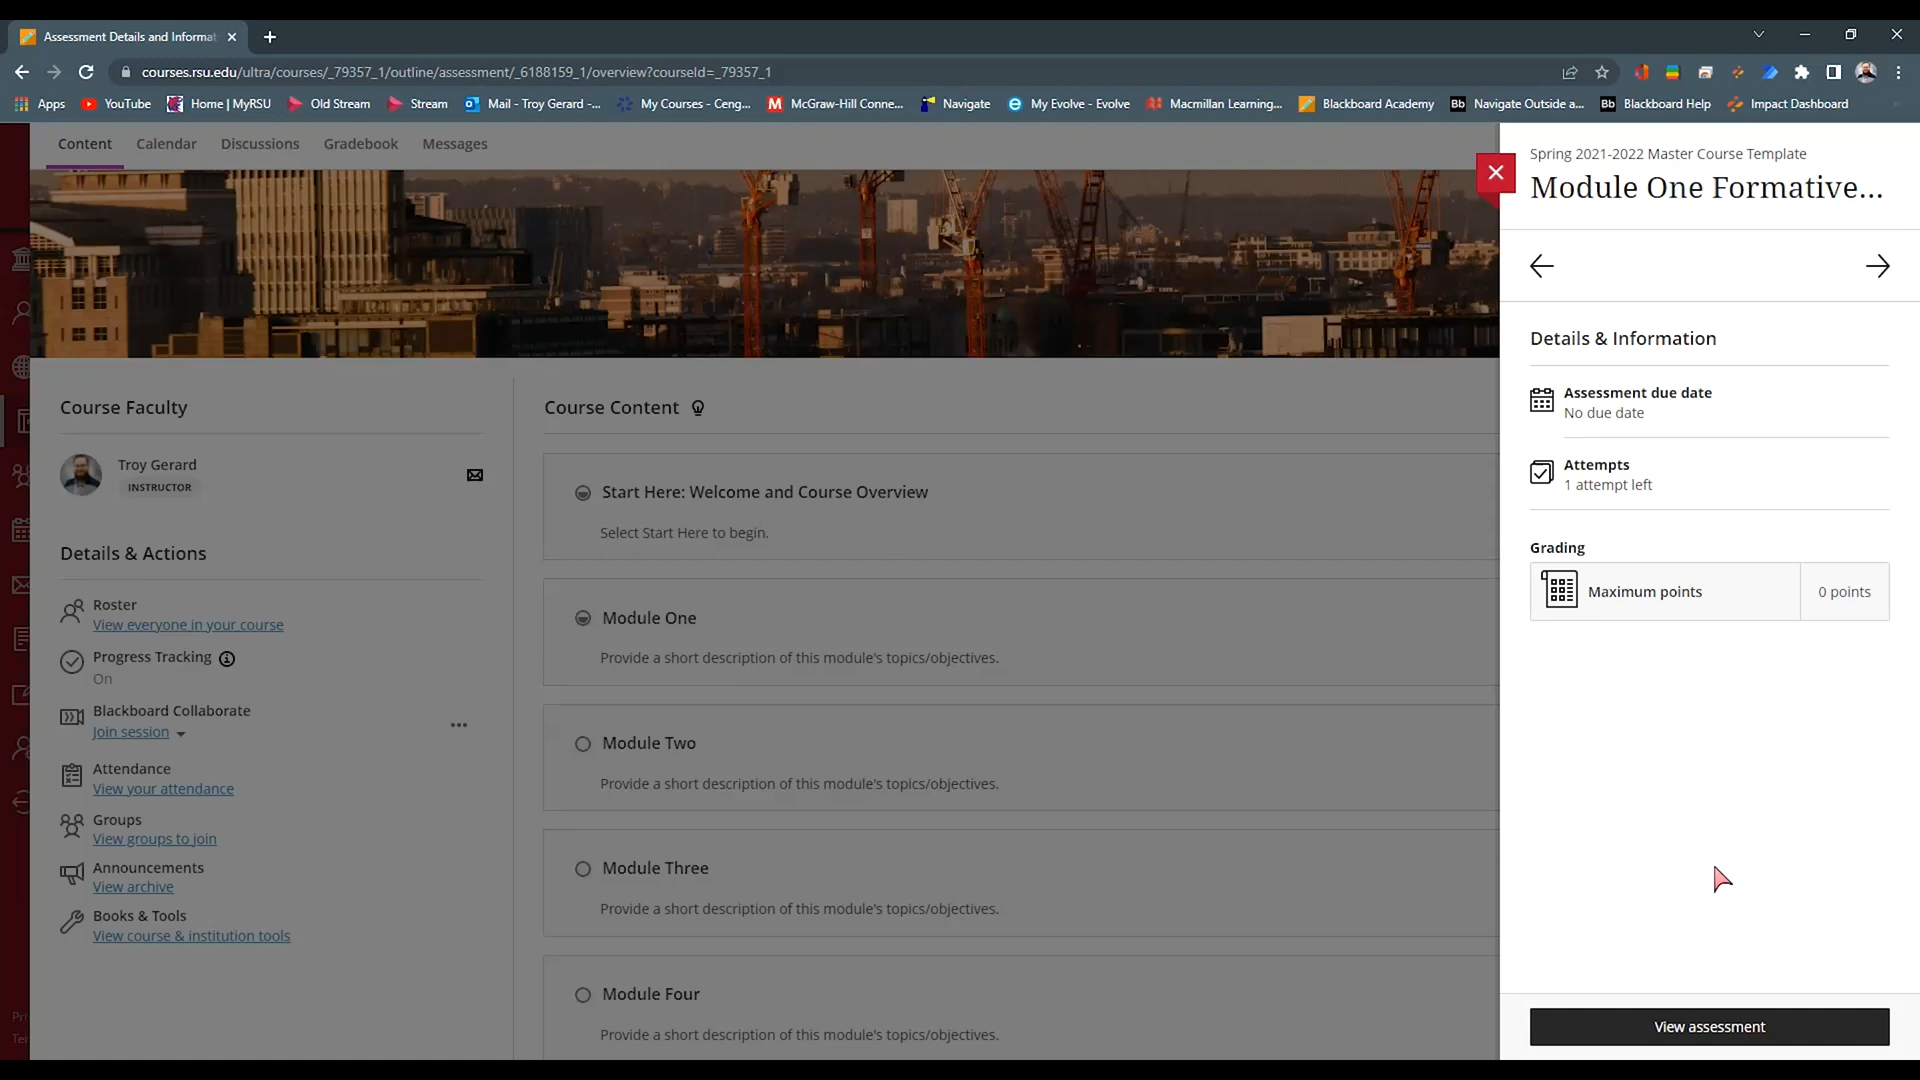 Assessment Details and Informat
courses.rsu.edu/ultra/courses/_79357_1/outline/assessment/_6188159_1/overview?courseId=_79357_1
Apps YouTube Home | MyRSU Old Stream Stream Mail - Troy Gerard -... My Courses - Ceng... McGraw-Hill Conne... Navigate My Evolve - Evolve Macmillan Learning... Blackboard Academy Bb Navigate Outside a... Bb Blackboard Help Impact Dashboard
Content Calendar Discussions Gradebook Messages
Course Faculty
Troy Gerard
INSTRUCTOR
Details & Actions
Roster
View everyone in your course
Progress Tracking
On
Blackboard Collaborate
Join session
Attendance
View your attendance
Groups
View groups to join
Announcements
View archive
Books & Tools
View course & institution tools
Course Content
Start Here: Welcome and Course Overview
Select Start Here to begin.
Module One
Provide a short description of this module's topics/objectives.
Module Two
Provide a short description of this module's topics/objectives.
Module Three
Provide a short description of this module's topics/objectives.
Module Four
Provide a short description of this module's topics/objectives.
Spring 2021-2022 Master Course Template
Module One Formative...
Details & Information
Assessment due date
No due date
Attempts
1 attempt left
Grading
Maximum points 0 points
View assessment